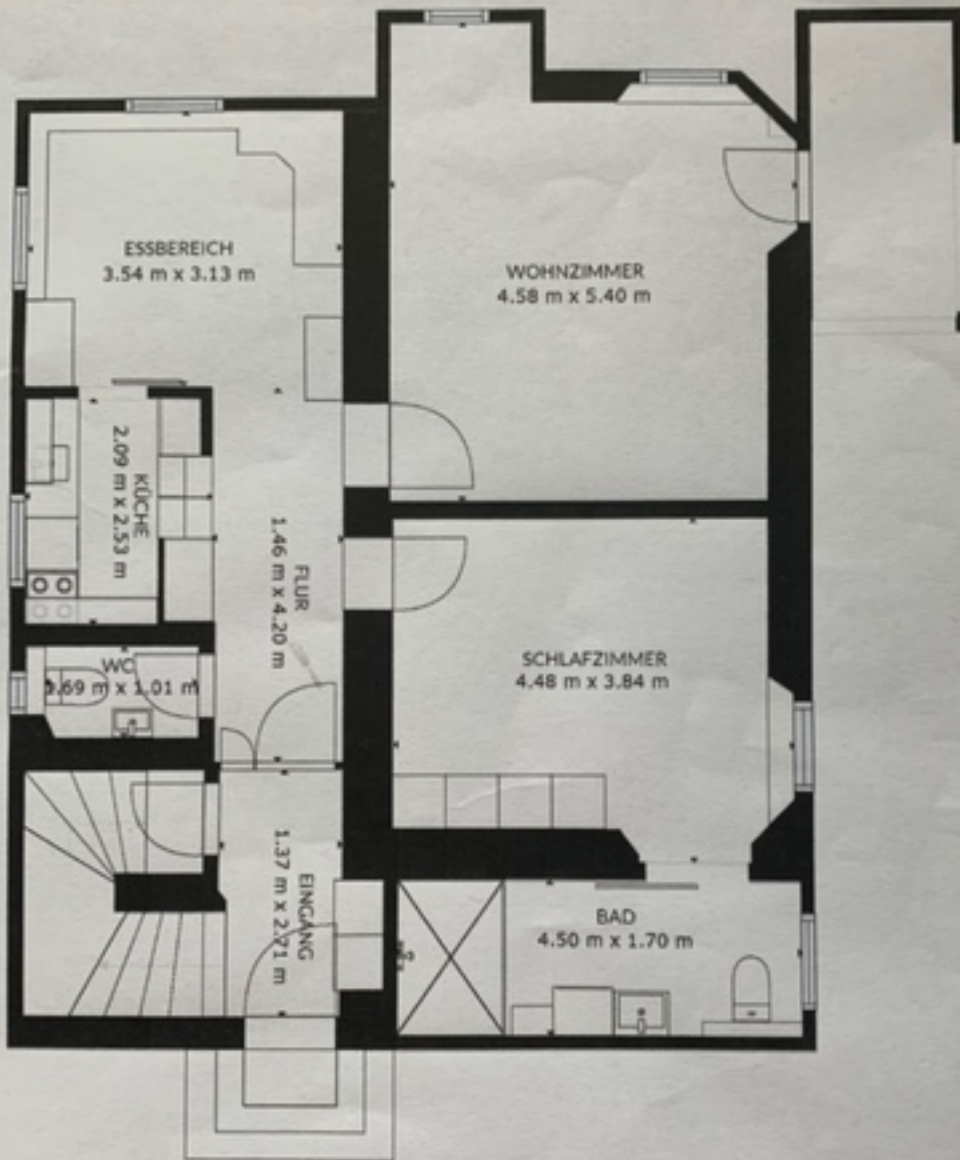 ESSBEREICH
3.54 m x 3.13 m
WOHNZIMMER
4.58 m x 5.40 m
KÜCHE
2.09 m x 2.53 m
FLUR
1.46 m x 4.20 m
WC
1.69 m x 1.01 m
SCHLAFZIMMER
4.48 m x 3.84 m
EINGANG
1.37 m x 2.71 m
BAD
4.50 m x 1.70 m